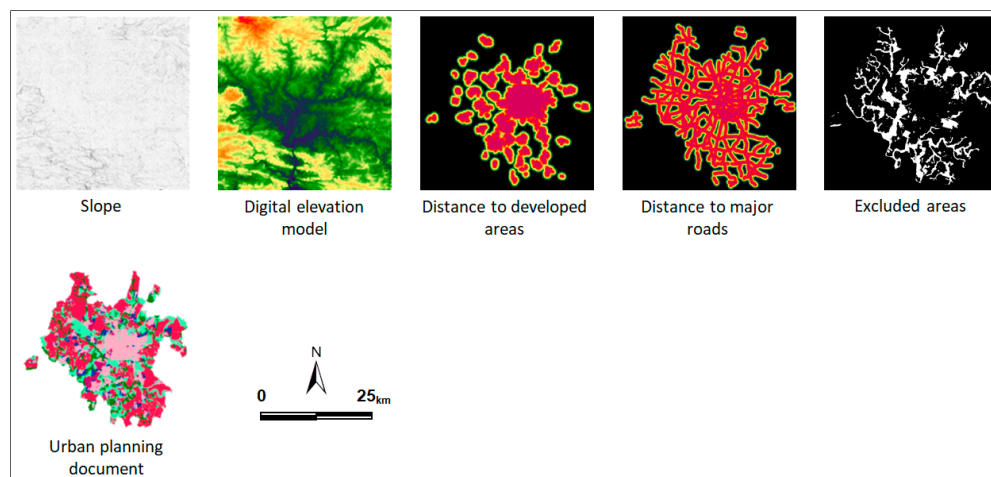 Slope
Digital elevation
model
Distance to developed
areas
Distance to major
roads
Excluded areas
Urban planning
document
N
0 25km